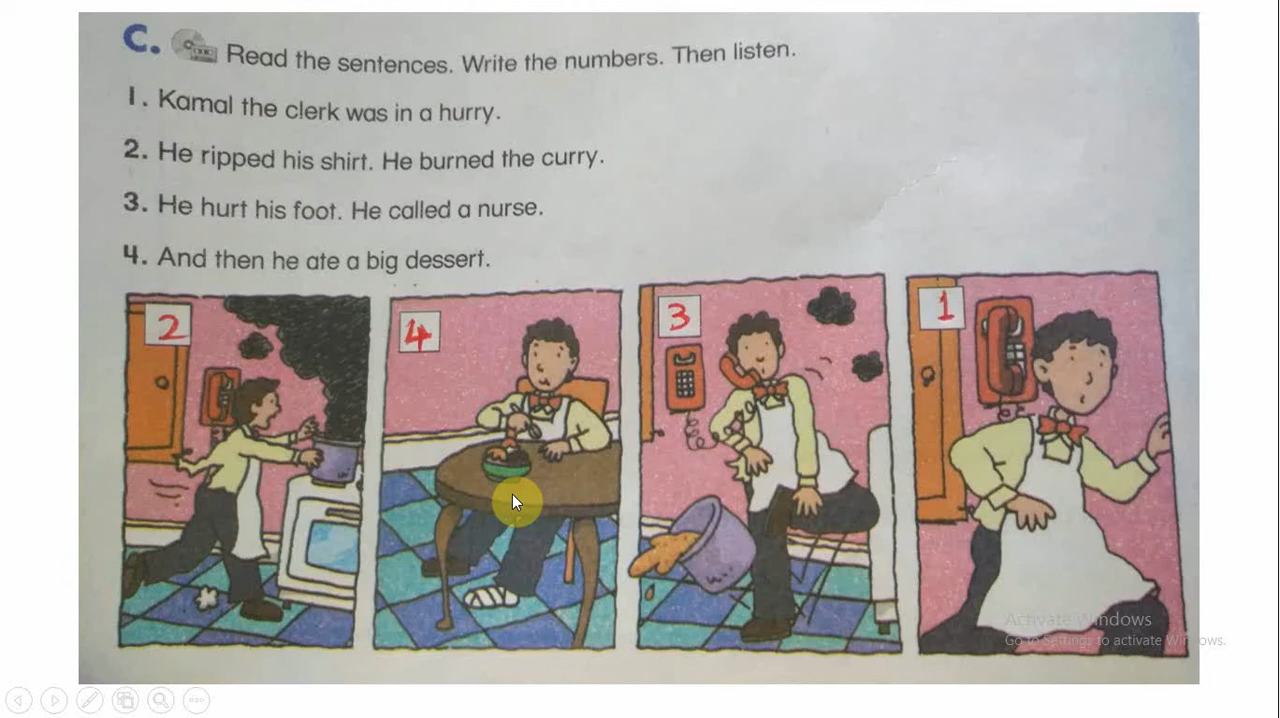 C. Read the sentences. Write the numbers. Then listen.
1. Kamal the clerk was in a hurry.
2. He ripped his shirt. He burned the curry.
3. He hurt his foot. He called a nurse.
4. And then he ate a big dessert.
2 4 3 1
Activate Windows
Go to Settings to activate Windows.